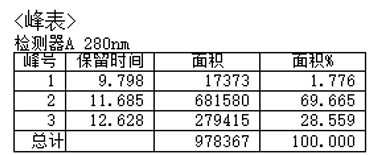 <峰表>
检测器A 280nm
峰号 保留时间 面积 面积%
1 9.798 17373 1.776
2 11.685 681580 69.665
3 12.628 279415 28.559
总计 978367 100.000